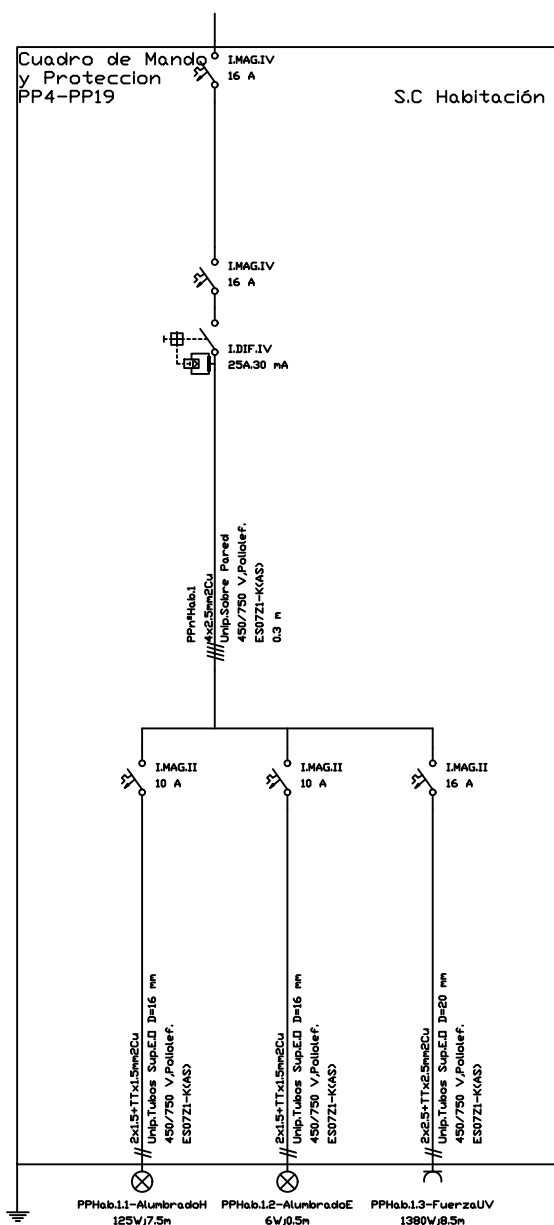 Cuadro de Mando
y Proteccion
PP4-PP19
S.C Habitación
I.MAG.IV
16 A
I.MAG.IV
16 A
I.DIF.IV
25A.30 mA
PPnºHab.1
4x2.5mm2Cu
Unip.Sobre Pared
450/750 V,Poliolef.
ES07Z1-K(AS)
0.3 m
I.MAG.II
10 A
I.MAG.II
10 A
I.MAG.II
16 A
2x1.5+TTx1.5mm2Cu
Unip.Tubos Sup.E.O D=16 mm
450/750 V,Poliolef.
ES07Z1-K(AS)
2x1.5+TTx1.5mm2Cu
Unip.Tubos Sup.E.O D=16 mm
450/750 V,Poliolef.
ES07Z1-K(AS)
2x2.5+TTx2.5mm2Cu
Unip.Tubos Sup.E.O D=20 mm
450/750 V,Poliolef.
ES07Z1-K(AS)
PPHab.1.1-AlumbradoH
125W;7.5m
PPHab.1.2-AlumbradoE
6W;0.5m
PPHab.1.3-FuerzaUV
1380W;8.5m